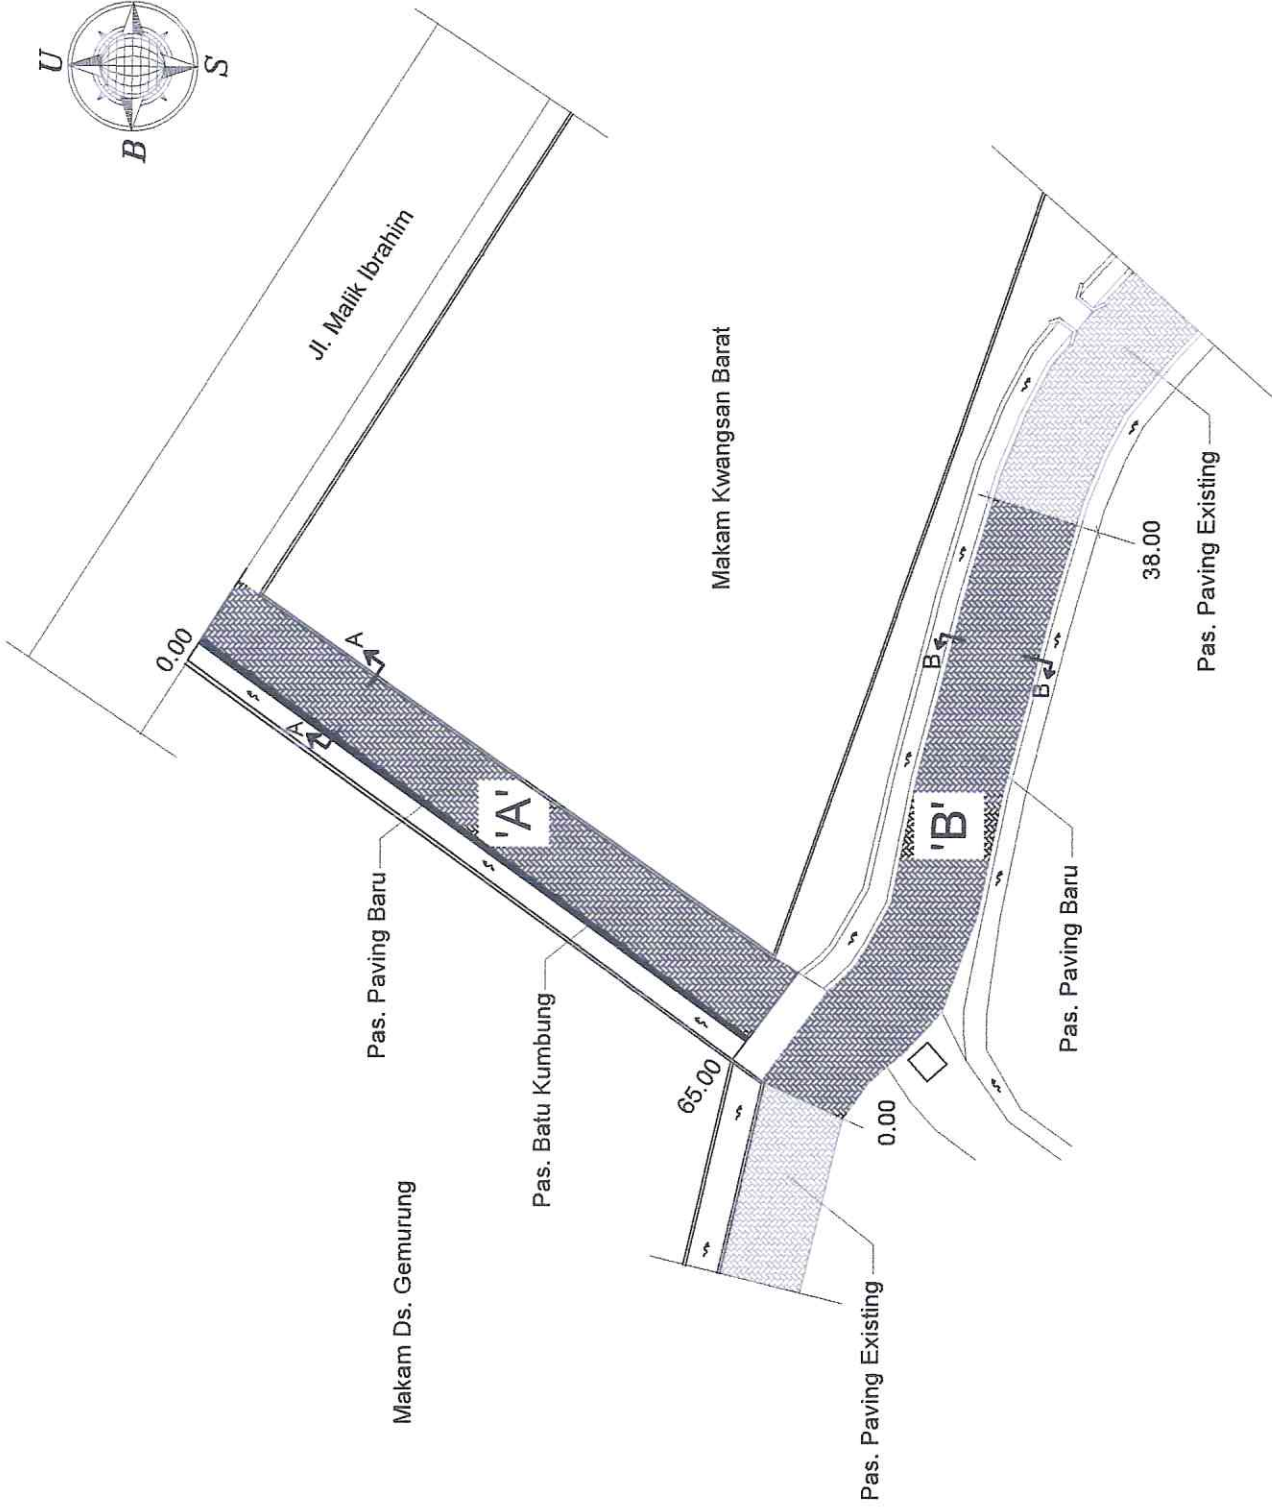 U
B
S
Jl. Malik Ibrahim
0.00
A
A
'A'
Makam Kwangsan Barat
Pas. Paving Baru
Pas. Batu Kumbung
65.00
Makam Ds. Gemurung
B
B
'B'
38.00
Pas. Paving Existing
Pas. Paving Baru
0.00
Pas. Paving Existing